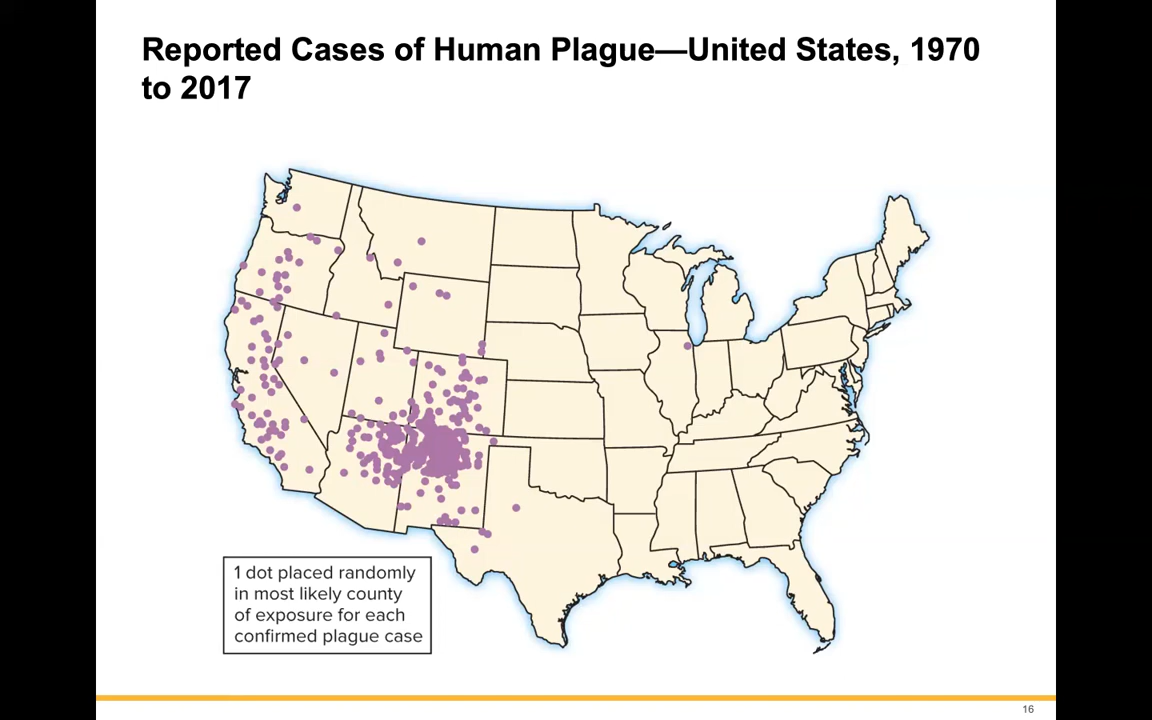 Reported Cases of Human Plague—United States, 1970
to 2017
1 dot placed randomly
in most likely county
of exposure for each
confirmed plague case
16